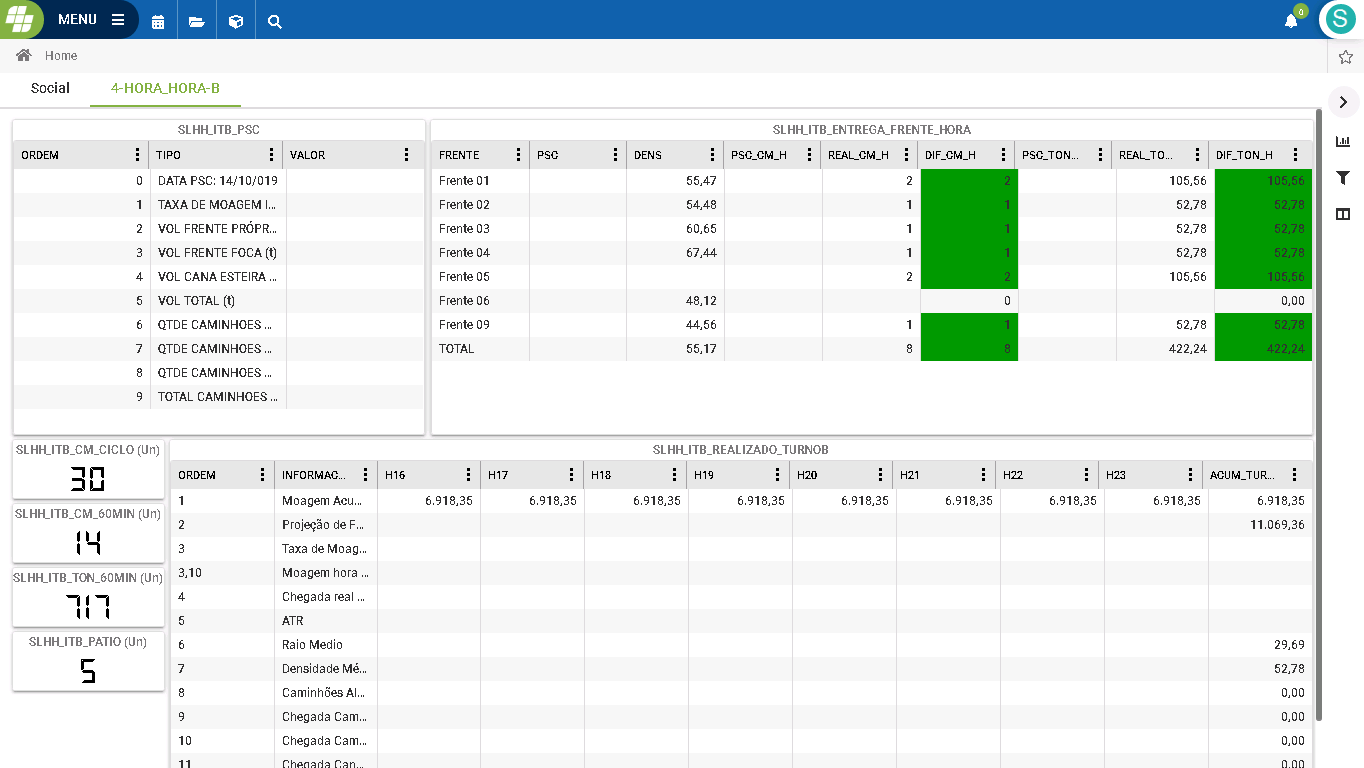 MENU
0
S
Home
Social 4-HORA_HORA-B
SLHH_ITB_PSC
ORDEM TIPO VALOR
0 DATA PSC: 14/10/019
1 TAXA DE MOAGEM I...
2 VOL FRENTE PRÓPR...
3 VOL FRENTE FOCA (t)
4 VOL CANA ESTEIRA ...
5 VOL TOTAL (t)
6 QTDE CAMINHOES ...
7 QTDE CAMINHOES ...
8 QTDE CAMINHOES ...
9 TOTAL CAMINHOES ...
SLHH_ITB_ENTREGA_FRENTE_HORA
FRENTE PSC DENS PSC_CM_H REAL_CM_H DIF_CM_H PSC_TON... REAL_TO... DIF_TON_H
Frente 01 55,47 2 2 105,56 105,56
Frente 02 54,48 1 1 52,78 52,78
Frente 03 60,65 1 1 52,78 52,78
Frente 04 67,44 1 1 52,78 52,78
Frente 05 2 2 105,56 105,56
Frente 06 48,12 0 0,00
Frente 09 44,56 1 1 52,78 52,78
TOTAL 55,17 8 8 422,24 422,24
SLHH_ITB_CM_CICLO (Un)
30
SLHH_ITB_CM_60MIN (Un)
14
SLHH_ITB_TON_60MIN (Un)
717
SLHH_ITB_PATIO (Un)
5
SLHH_ITB_REALIZADO_TURNOB
ORDEM INFORMAC... H16 H17 H18 H19 H20 H21 H22 H23 ACUM_TUR...
1 Moagem Acu... 6.918,35 6.918,35 6.918,35 6.918,35 6.918,35 6.918,35 6.918,35 6.918,35 6.918,35
2 Projeção de F... 11.069,36
3 Taxa de Moag...
3,10 Moagem hora ...
4 Chegada real ...
5 ATR
6 Raio Medio 29,69
7 Densidade Mé... 52,78
8 Caminhões Al... 0,00
9 Chegada Cam... 0,00
10 Chegada Cam... 0,00
11 Chegada Can... 0,00